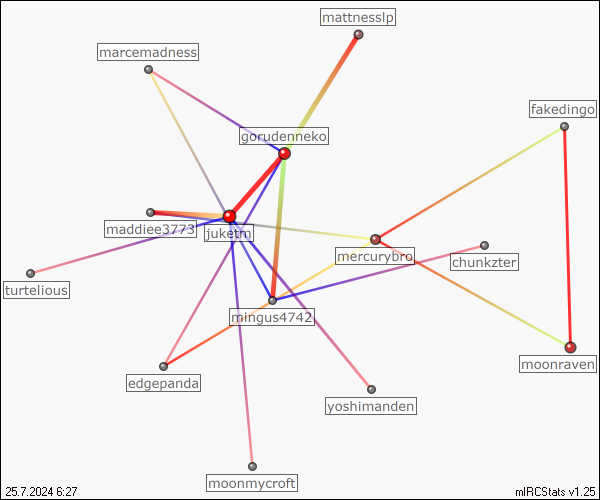 mattnesslp
marcemadness
fakedingo
gorudenneko
maddiee3773
juketm
mercurybro
chunkzter
turtelious
mingus4742
moonraven
edgepanda
yoshimanden
moonmycroft
25.7.2024 6:27
mIRCStats v1.25